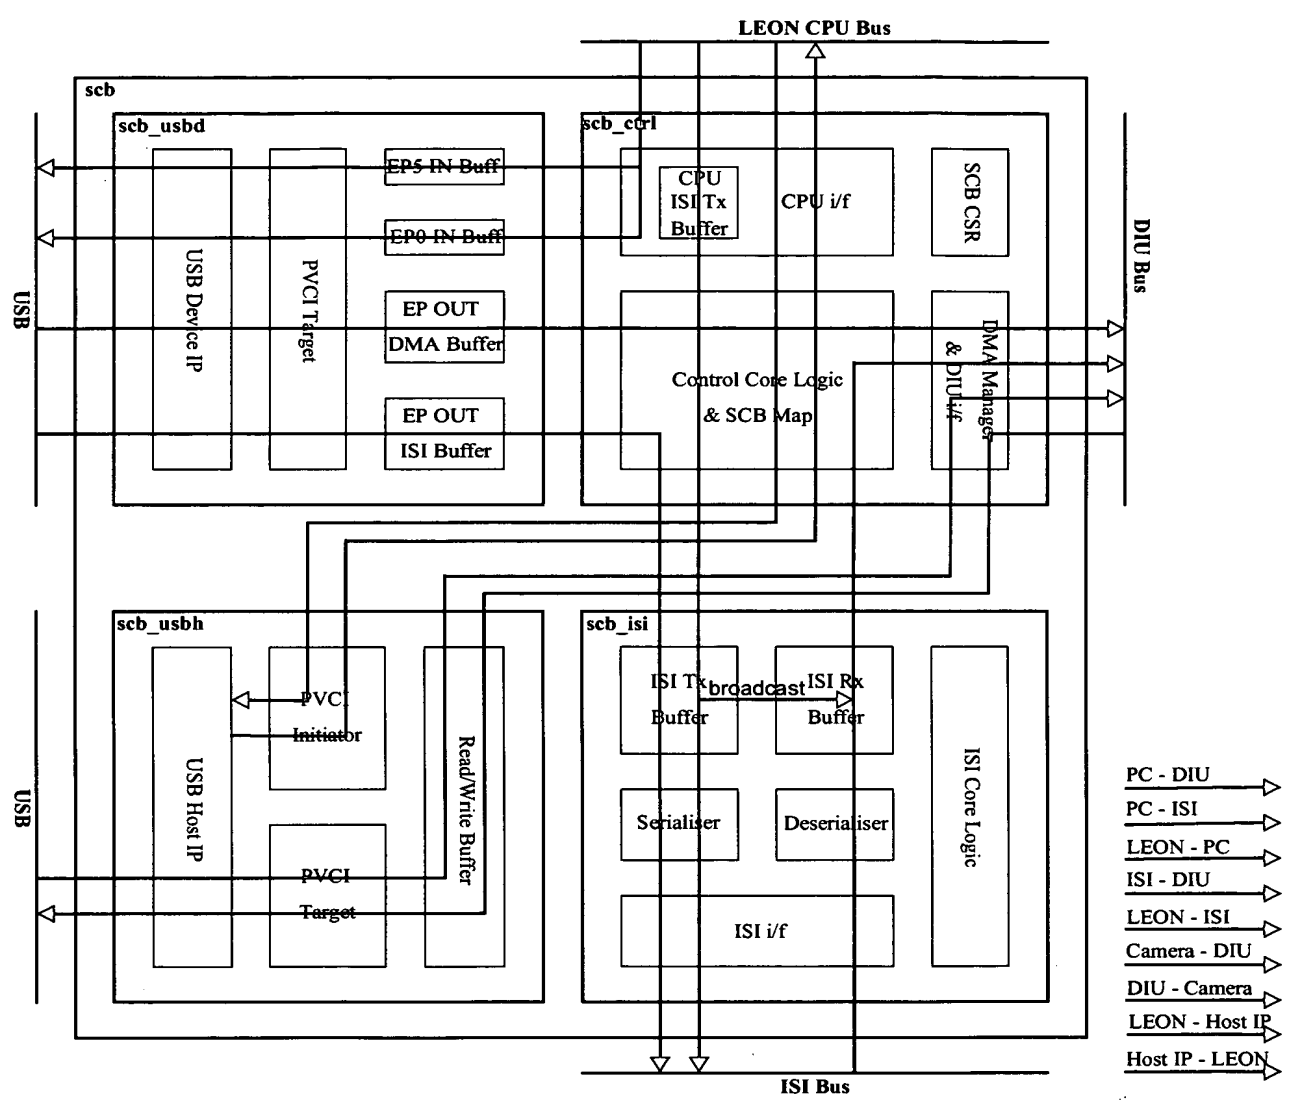 LEON CPU Bus
scb
scb_usbd
scb_ctrl
EP5 IN Buff
EP0 IN Buff
EP OUT
DMA Buffer
EP OUT
ISI Buffer
USB Device IP
PVCI Target
CPU
ISI Tx
Buffer
CPU i/f
SCB CSR
Control Core Logic
& SCB Map
DMA Manager
& DIU i/f
DIU Bus
USB
scb_usbh
scb_isi
USB Host IP
PVCI
Initiator
PVCI
Target
Read/Write Buffer
USB
ISI Tx
Buffer
broadcast
ISI Rx
Buffer
Serialiser
Deserialiser
ISI i/f
ISI Core Logic
ISI Bus
PC - DIU
PC - ISI
LEON - PC
ISI - DIU
LEON - ISI
Camera - DIU
DIU - Camera
LEON - Host IP
Host IP - LEON